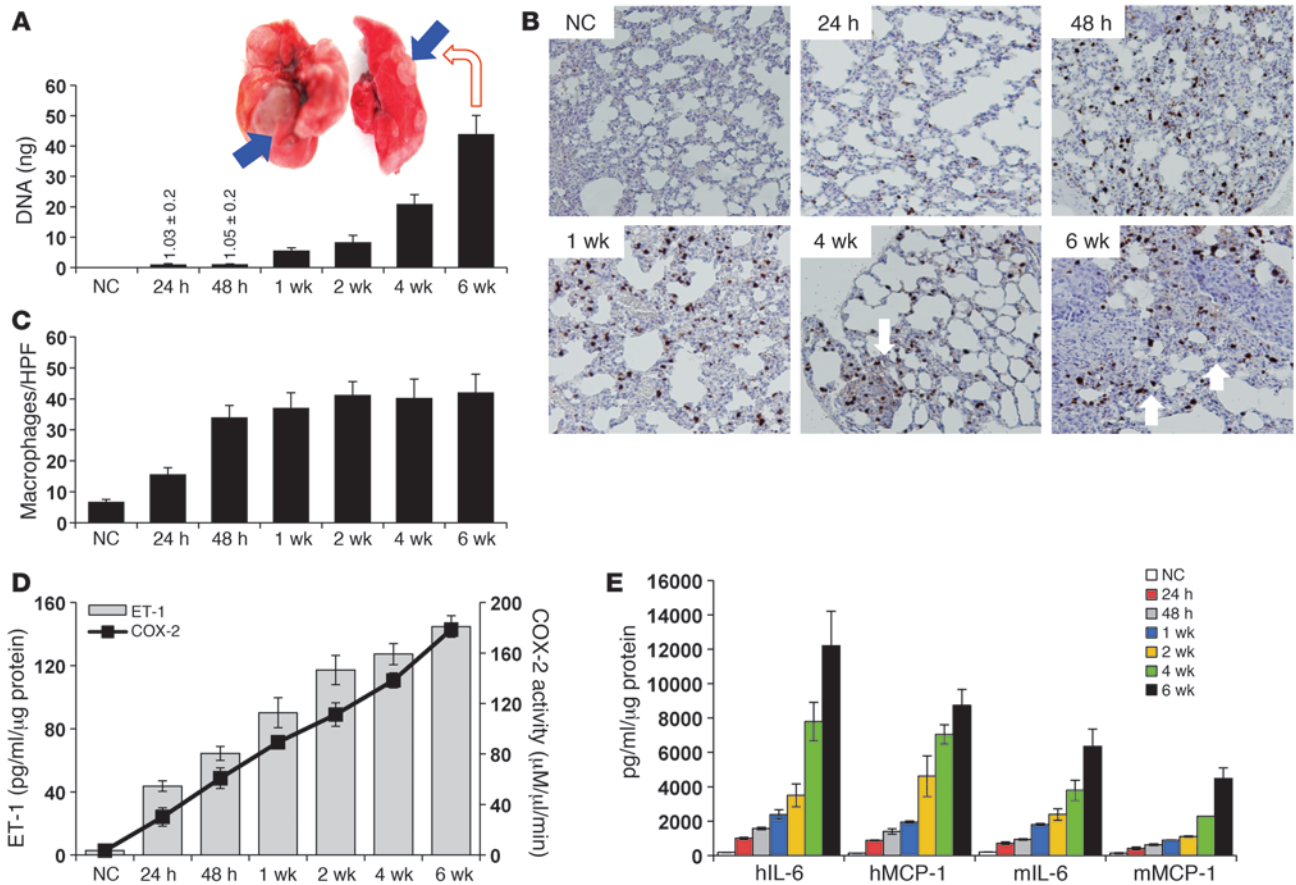 A
DNA (ng)
60
50
40
30
20
10
0
1.03 ± 0.2
1.05 ± 0.2
NC 24 h 48 h 1 wk 2 wk 4 wk 6 wk
B
NC
24 h
48 h
1 wk
4 wk
6 wk
C
Macrophages/HPF
60
50
40
30
20
10
0
NC 24 h 48 h 1 wk 2 wk 4 wk 6 wk
D
ET-1 (pg/ml/μg protein)
160
120
80
40
0
ET-1
COX-2
200
160
120
80
40
0
COX-2 activity (μM/μl/min)
NC 24 h 48 h 1 wk 2 wk 4 wk 6 wk
E
pg/ml/μg protein
16000
14000
12000
10000
8000
6000
4000
2000
0
NC
24 h
48 h
1 wk
2 wk
4 wk
6 wk
hIL-6 hMCP-1 mIL-6 mMCP-1